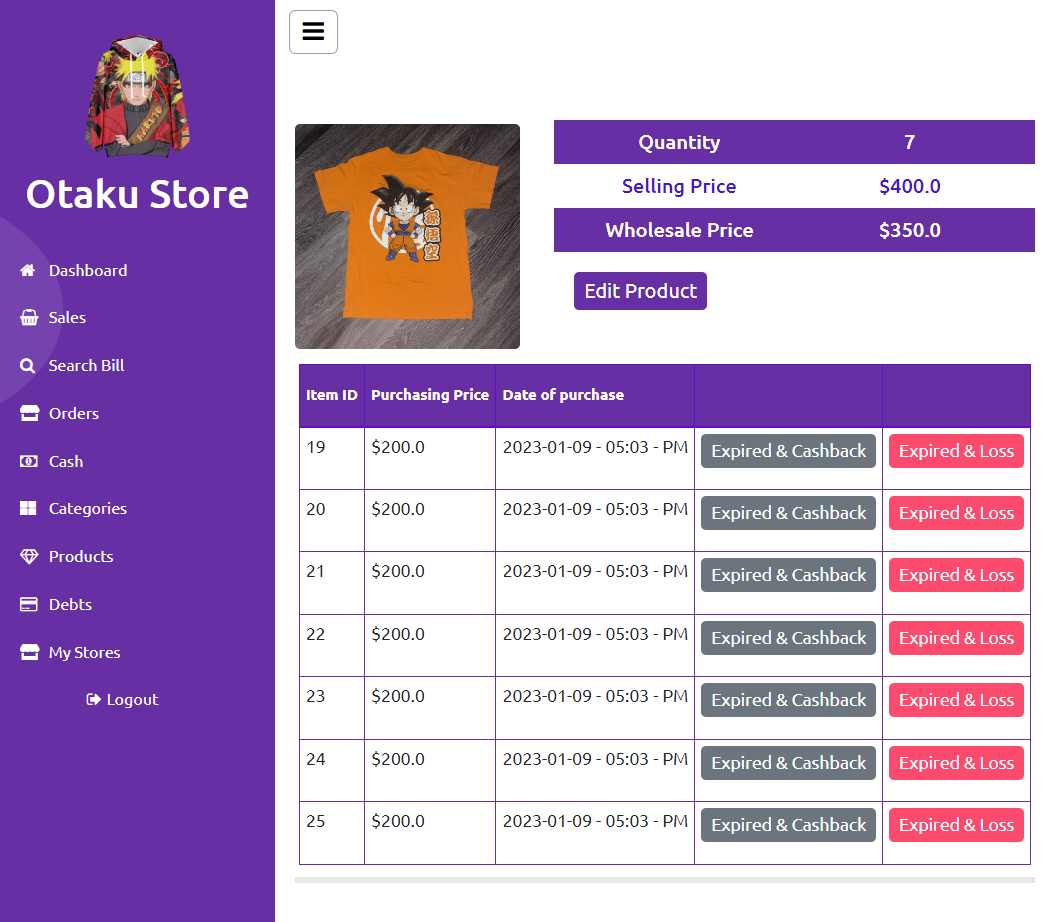 Otaku Store
Dashboard
Sales
Search Bill
Orders
Cash
Categories
Products
Debts
My Stores
Logout
孫悟空
Quantity 7
Selling Price $400.0
Wholesale Price $350.0
Edit Product
Item ID Purchasing Price Date of purchase
19 $200.0 2023-01-09 - 05:03 - PM Expired & Cashback Expired & Loss
20 $200.0 2023-01-09 - 05:03 - PM Expired & Cashback Expired & Loss
21 $200.0 2023-01-09 - 05:03 - PM Expired & Cashback Expired & Loss
22 $200.0 2023-01-09 - 05:03 - PM Expired & Cashback Expired & Loss
23 $200.0 2023-01-09 - 05:03 - PM Expired & Cashback Expired & Loss
24 $200.0 2023-01-09 - 05:03 - PM Expired & Cashback Expired & Loss
25 $200.0 2023-01-09 - 05:03 - PM Expired & Cashback Expired & Loss